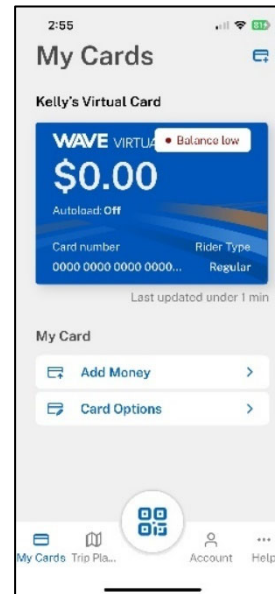 2:55
My Cards
Kelly's Virtual Card
WAVE VIRTUA
Balance low
$0.00
Autoload: Off
Card number Rider Type
0000 0000 0000 0000... Regular
Last updated under 1 min
My Card
Add Money
Card Options
My Cards Trip Pla... Account Help